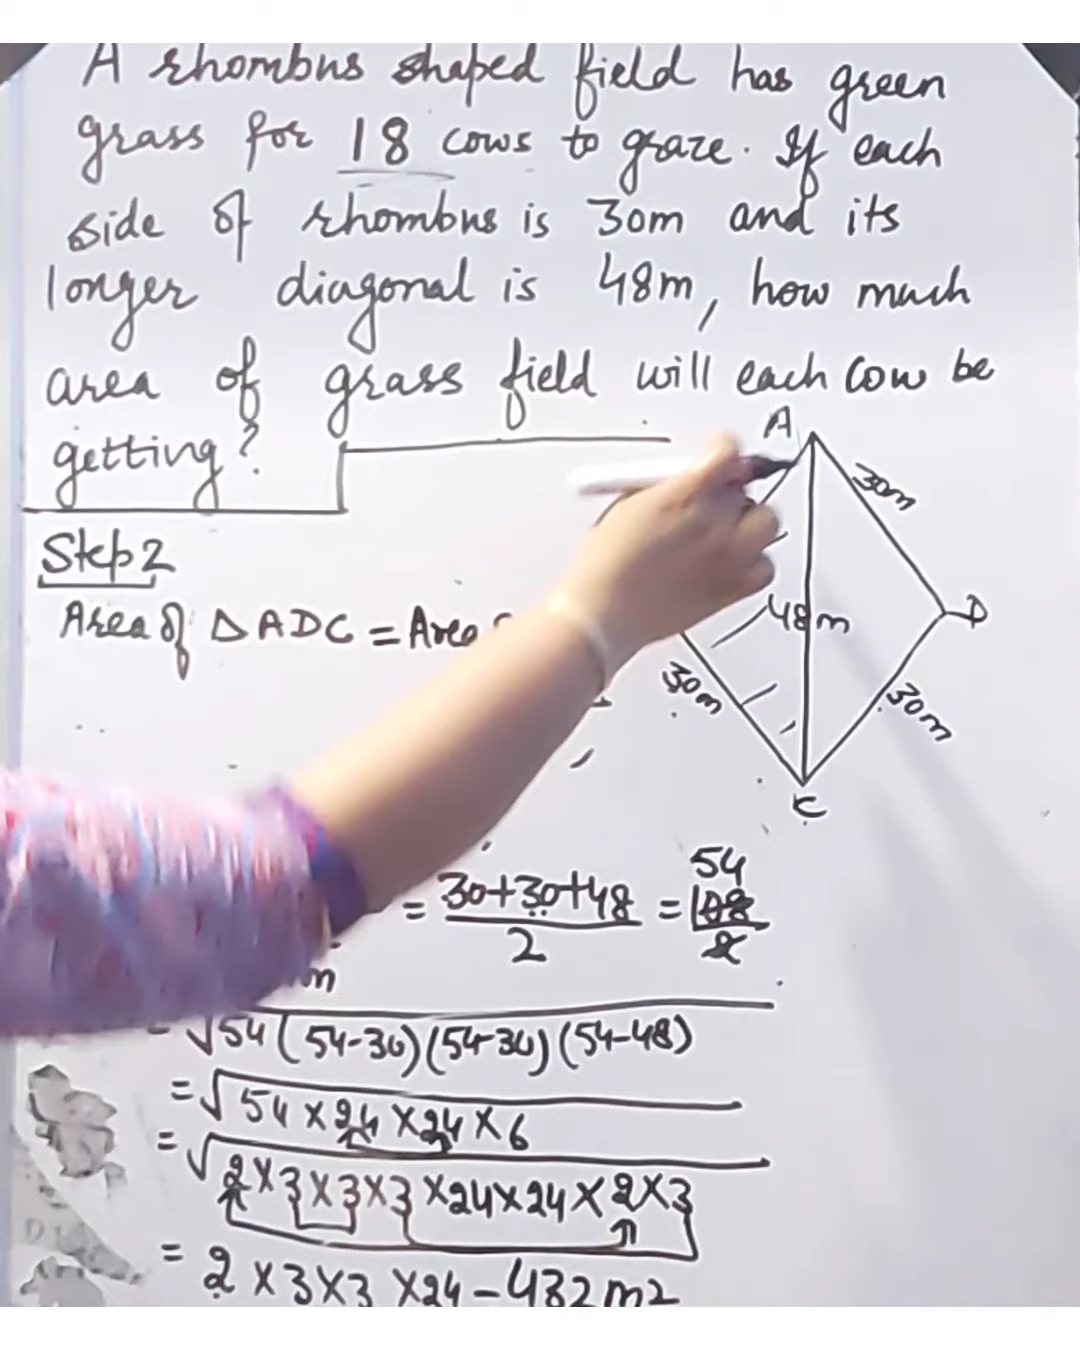 A rhombus shaped field has green
grass for 18 cows to graze. If each
side of rhombus is 30m and its
longer diagonal is 48m, how much
area of grass field will each cow be
getting?
A
30m
Step 2
Area of △ADC = Area
48m
D
30m
30m
C
= 30+30+48 / 2 = 54 108 / 2
m
= √54(54-30)(54-30)(54-48)
= √54×24×24×6
= √2×3×3×3×24×24×2×3
= 2×3×3×24-432m2